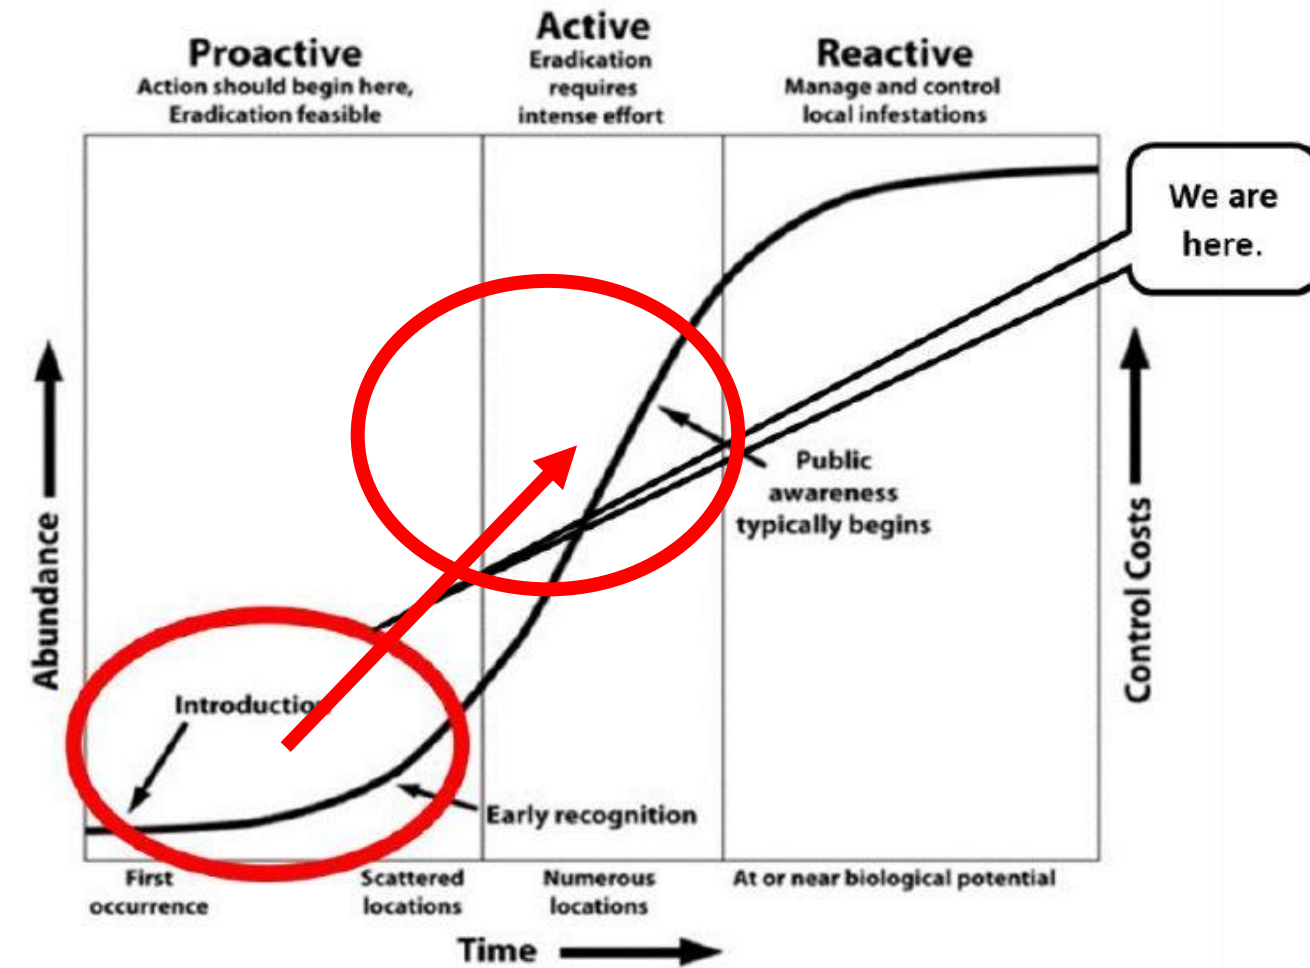 Proactive
Action should begin here,
Eradication feasible
Active
Eradication
requires
intense effort
Reactive
Manage and control
local infestations
We are
here.
Abundance
Control Costs
Public
awareness
typically begins
Introduction
Early recognition
First
occurrence
Scattered
locations
Numerous
locations
At or near biological potential
Time